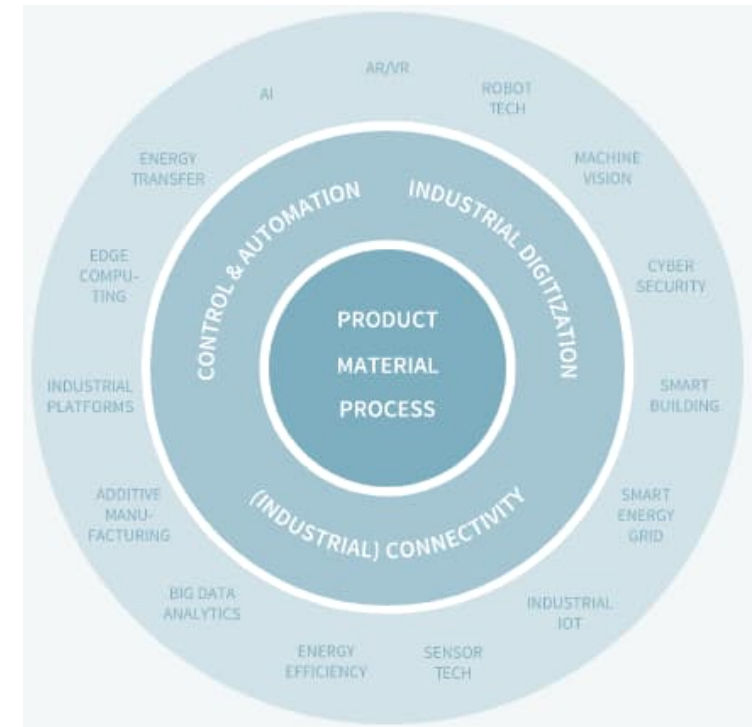 AR/VR
AI
ROBOT
TECH
ENERGY
TRANSFER
MACHINE
VISION
EDGE
COMPU-
TING
CYBER
SECURITY
INDUSTRIAL
PLATFORMS
SMART
BUILDING
ADDITIVE
MANU-
FACTURING
SMART
ENERGY
GRID
BIG DATA
ANALYTICS
INDUSTRIAL
IOT
ENERGY
EFFICIENCY
SENSOR
TECH
CONTROL & AUTOMATION
INDUSTRIAL DIGITIZATION
(INDUSTRIAL) CONNECTIVITY
PRODUCT
MATERIAL
PROCESS